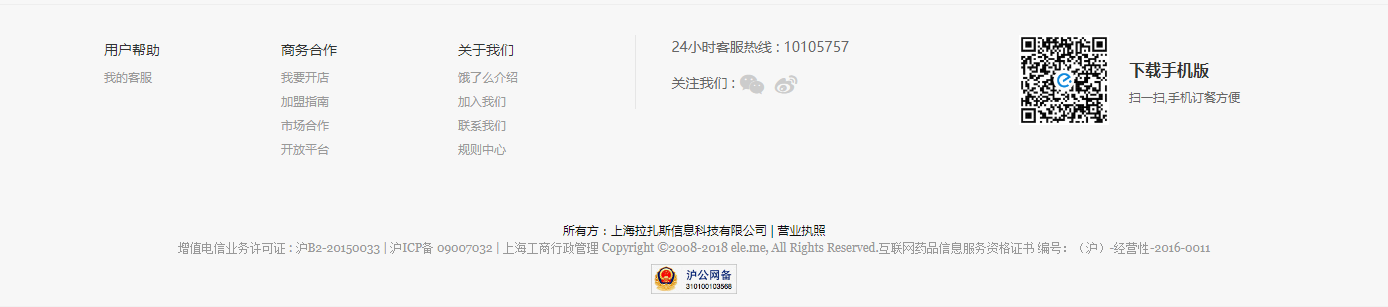 用户帮助
我的客服
商务合作
我要开店
加盟指南
市场合作
开放平台
关于我们
饿了么介绍
加入我们
联系我们
规则中心
24小时客服热线 : 10105757
关注我们 :
下载手机版
扫一扫,手机订餐方便
所有方：上海拉扎斯信息科技有限公司 | 营业执照
增值电信业务许可证 : 沪B2-20150033 | 沪ICP备 09007032 | 上海工商行政管理 Copyright ©2008-2018 ele.me, All Rights Reserved.互联网药品信息服务资格证书 编号：（沪）-经营性-2016-0011
沪公网备
310100103568